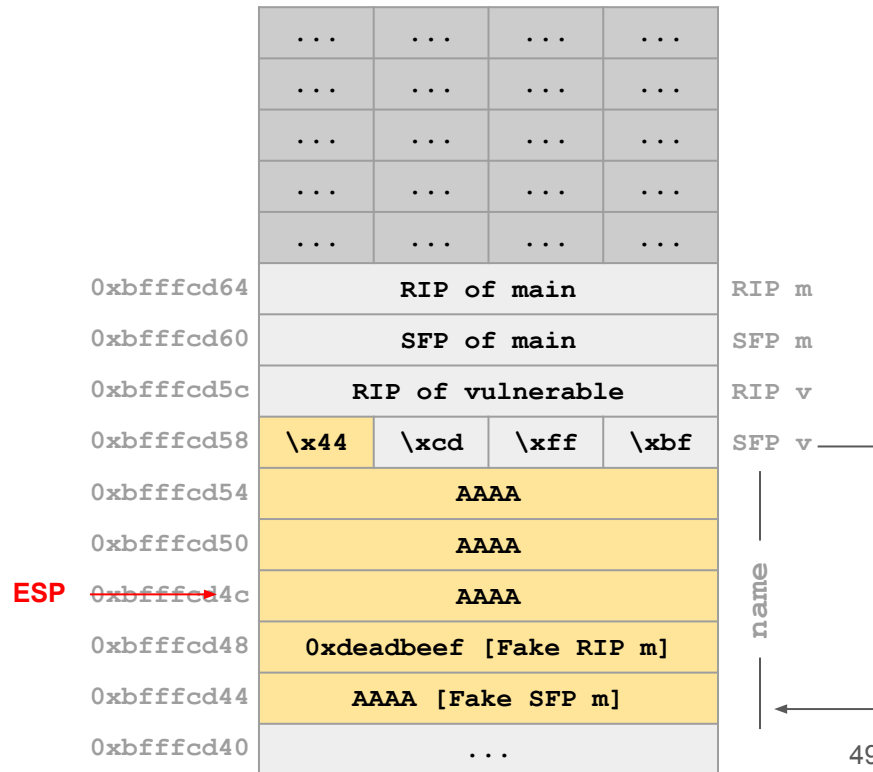 ... ... ... ...
... ... ... ...
... ... ... ...
... ... ... ...
... ... ... ...
0xbfffcd64 RIP of main RIP m
0xbfffcd60 SFP of main SFP m
0xbfffcd5c RIP of vulnerable RIP v
0xbfffcd58 \x44 \xcd \xff \xbf SFP v
0xbfffcd54 AAAA
0xbfffcd50 AAAA
ESP 0xbfffcd4c AAAA
name
0xbfffcd48 0xdeadbeef [Fake RIP m]
0xbfffcd44 AAAA [Fake SFP m]
0xbfffcd40 ...
49